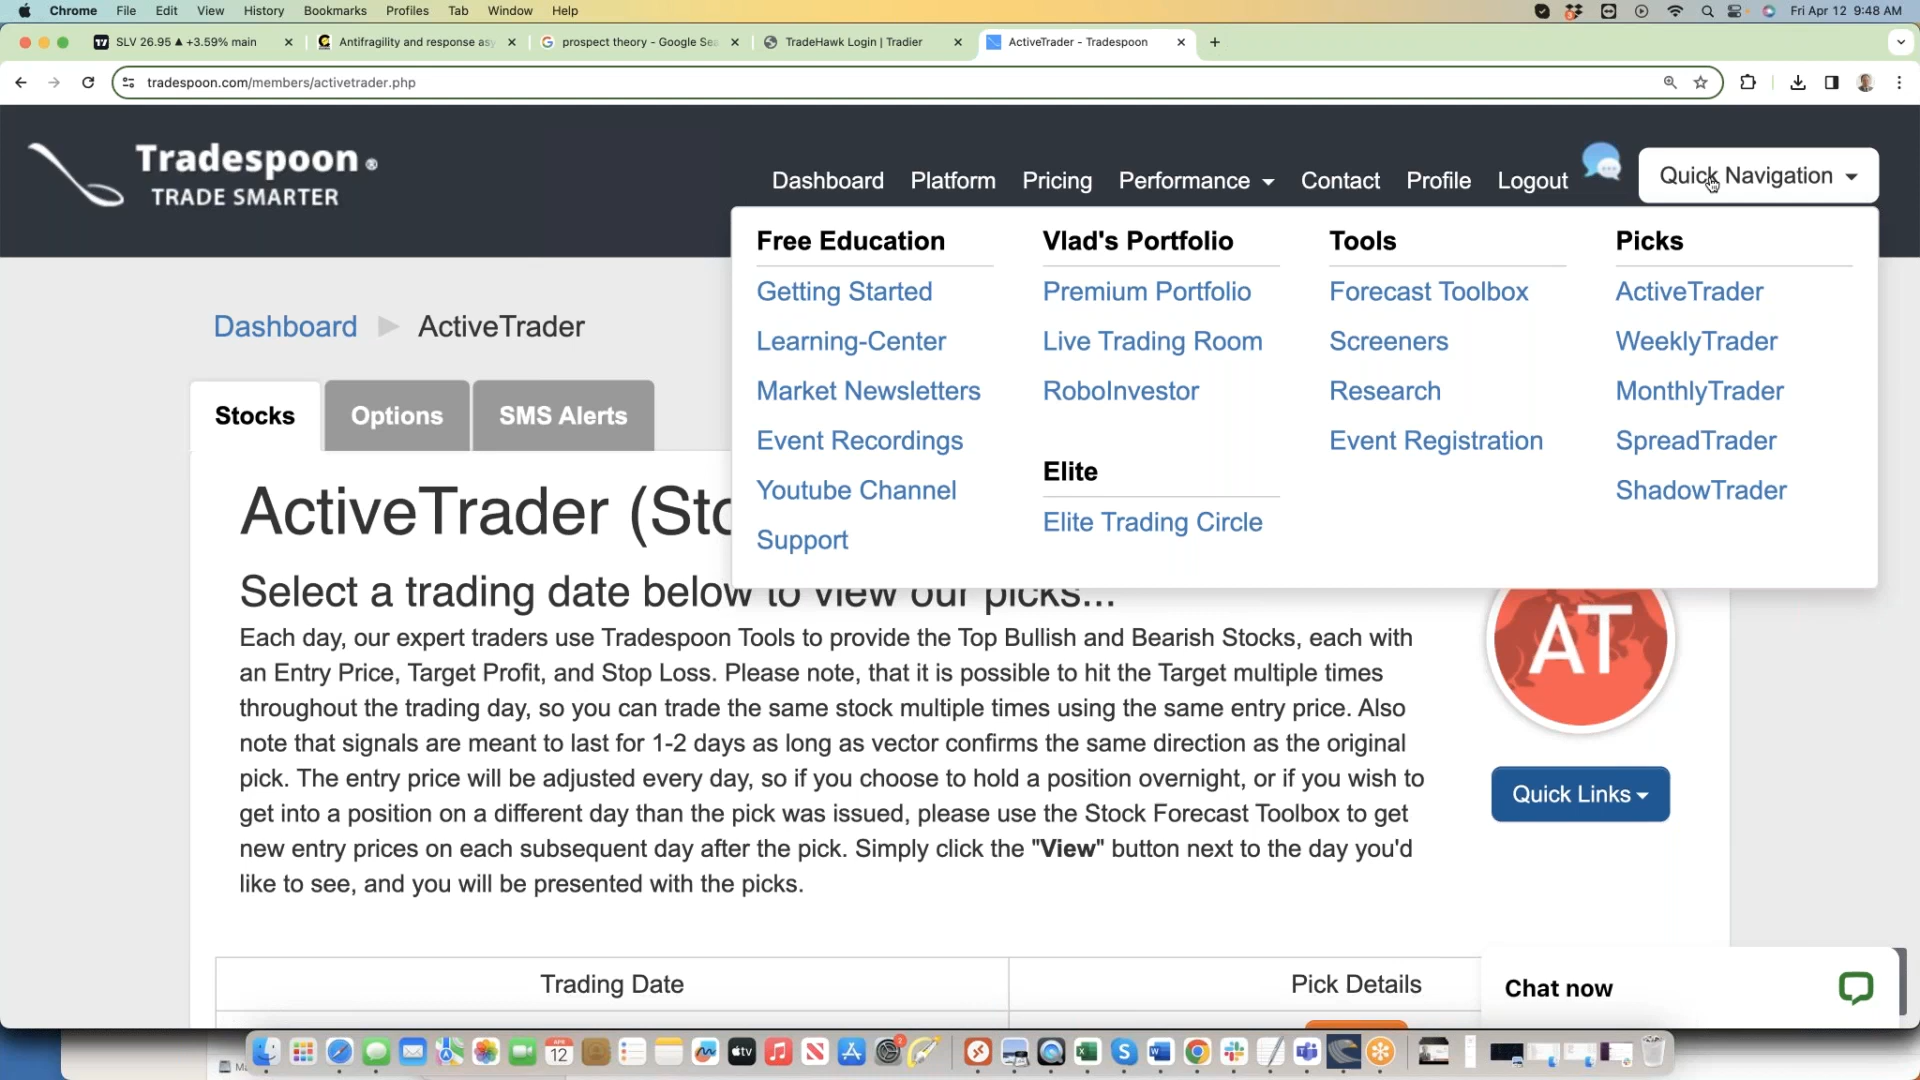 Chrome File Edit View History Bookmarks Profiles Tab Window Help Fri Apr 12 9:48 AM
SLV 26.95 ▲ +3.59% main
Antifragility and response as
prospect theory - Google Sea
TradeHawk Login | Tradier
ActiveTrader - Tradespoon
tradespoon.com/members/activetrader.php
Tradespoon ®
TRADE SMARTER
Dashboard Platform Pricing Performance Contact Profile Logout
Quick Navigation
Free Education
Getting Started
Learning-Center
Market Newsletters
Event Recordings
Youtube Channel
Support
Vlad's Portfolio
Premium Portfolio
Live Trading Room
RoboInvestor
Elite
Elite Trading Circle
Tools
Forecast Toolbox
Screeners
Research
Event Registration
Picks
ActiveTrader
WeeklyTrader
MonthlyTrader
SpreadTrader
ShadowTrader
Dashboard ActiveTrader
Stocks Options SMS Alerts
ActiveTrader (Sto
Select a trading date below to view our picks...
Each day, our expert traders use Tradespoon Tools to provide the Top Bullish and Bearish Stocks, each with
an Entry Price, Target Profit, and Stop Loss. Please note, that it is possible to hit the Target multiple times
throughout the trading day, so you can trade the same stock multiple times using the same entry price. Also
note that signals are meant to last for 1-2 days as long as vector confirms the same direction as the original
pick. The entry price will be adjusted every day, so if you choose to hold a position overnight, or if you wish to
get into a position on a different day than the pick was issued, please use the Stock Forecast Toolbox to get
new entry prices on each subsequent day after the pick. Simply click the "View" button next to the day you'd
like to see, and you will be presented with the picks.
AT
Quick Links
Trading Date
Pick Details
Chat now
APR
12
tv